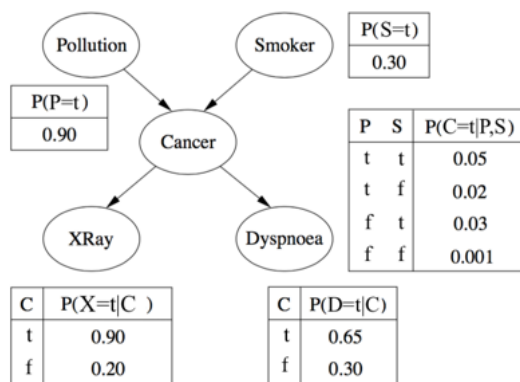 Pollution
Smoker
P(S=t)
0.30
P(P=t)
0.90
Cancer
P S P(C=t|P,S)
t t 0.05
t f 0.02
f t 0.03
f f 0.001
XRay
Dyspnoea
C P(X=t|C )
t 0.90
f 0.20
C P(D=t|C)
t 0.65
f 0.30